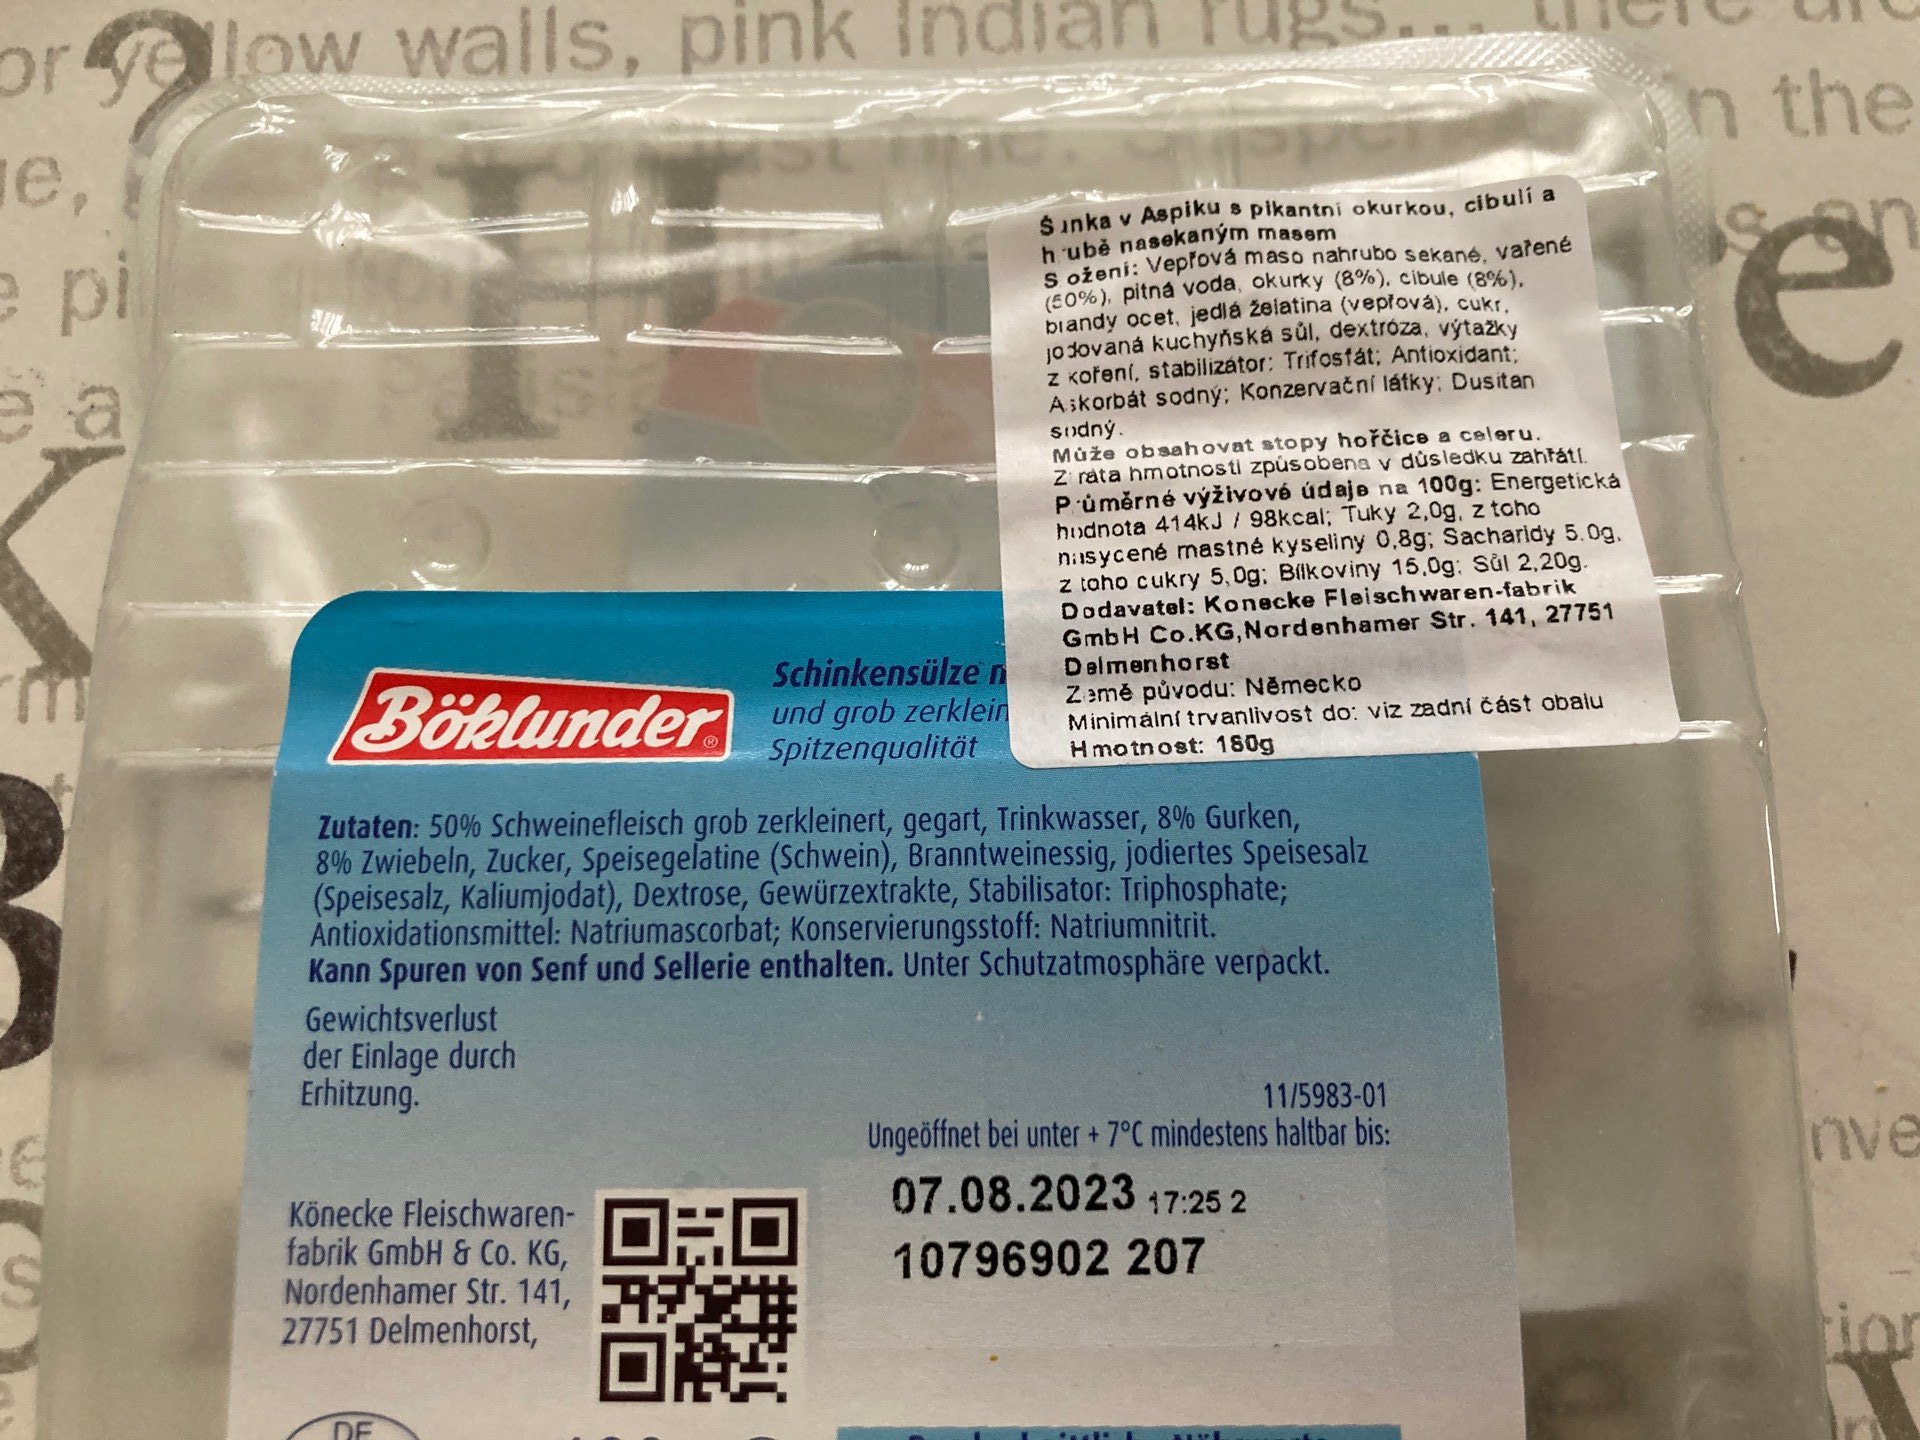 or yellow walls, pink Indian rugs... there are
n the
e pi
e a
Šunka v Aspiku s pikantní okurkou, cibulí a
hrubě nasekaným masem
Složení: Vepřová maso nahrubo sekané, vařené
(50%), pitná voda, okurky (8%), cibule (8%),
brandy ocet, jedlá želatina (vepřová), cukr,
jodovaná kuchyňská sůl, dextróza, výtažky
z koření, stabilizátor: Trifosfát; Antioxidant;
Askorbát sodný; Konzervační látky: Dusitan
sodný.
Může obsahovat stopy hořčice a celeru.
Ztráta hmotnosti způsobena v důsledku zahřátí.
Průměrné výživové údaje na 100g: Energetická
hodnota 414kJ / 98kcal; Tuky 2,0g, z toho
nasycené mastné kyseliny 0,8g; Sacharidy 5.0g,
z toho cukry 5,0g; Bílkoviny 15,0g; Sůl 2,20g.
Dodavatel: Konecke Fleischwaren-fabrik
GmbH Co.KG,Nordenhamer Str. 141, 27751
Delmenhorst
Země původu: Německo
Minimální trvanlivost do: viz zadní část obalu
Hmotnost: 180g
Böklunder®
Schinkensülze
und grob zerklein
Spitzenqualität
Zutaten: 50% Schweinefleisch grob zerkleinert, gegart, Trinkwasser, 8% Gurken,
8% Zwiebeln, Zucker, Speisegelatine (Schwein), Branntweinessig, jodiertes Speisesalz
(Speisesalz, Kaliumjodat), Dextrose, Gewürzextrakte, Stabilisator: Triphosphate;
Antioxidationsmittel: Natriumascorbat; Konservierungsstoff: Natriumnitrit.
Kann Spuren von Senf und Sellerie enthalten. Unter Schutzatmosphäre verpackt.
Gewichtsverlust
der Einlage durch
Erhitzung.
11/5983-01
Ungeöffnet bei unter + 7°C mindestens haltbar bis:
07.08.2023 17:25 2
10796902 207
Könecke Fleischwaren-
fabrik GmbH & Co. KG,
Nordenhamer Str. 141,
27751 Delmenhorst,
DE